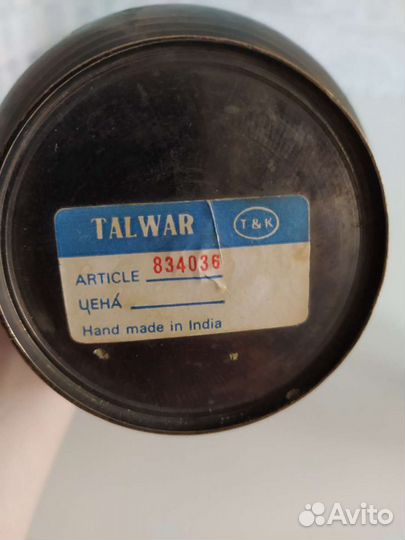 TALWAR T & K
ARTICLE 834036
ЦЕНА́
Hand made in India
Avito